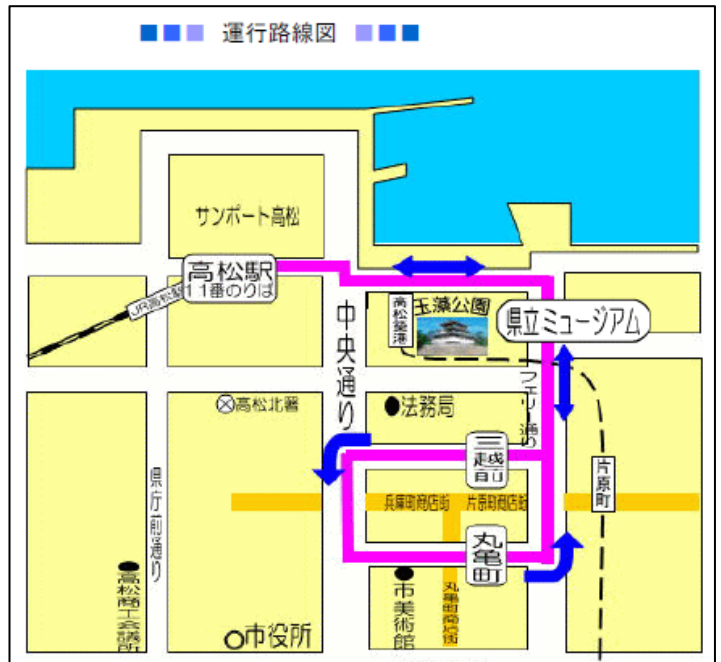 運行路線図
サンポート高松
高松駅
11番のりば
JR高松駅
高松築港
玉藻公園
県立ミュージアム
中央通り
フェリー通り
高松北署
法務局
三越前
片原町
県庁前通り
兵庫町商店街
片原町商店街
丸亀町
高松商工会議所
市役所
市美術館
丸亀町商店街